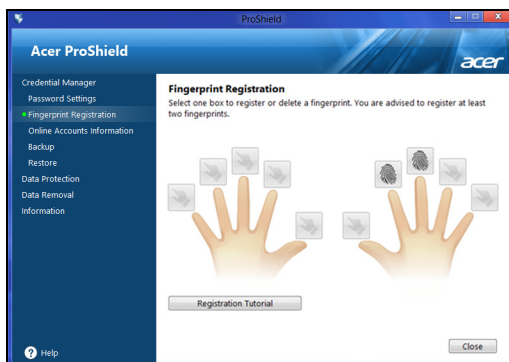 ProShield
Acer ProShield
acer
Credential Manager
Password Settings
Fingerprint Registration
Online Accounts Information
Backup
Restore
Data Protection
Data Removal
Information
Fingerprint Registration
Select one box to register or delete a fingerprint. You are advised to register at least
two fingerprints.
Registration Tutorial
Close
? Help